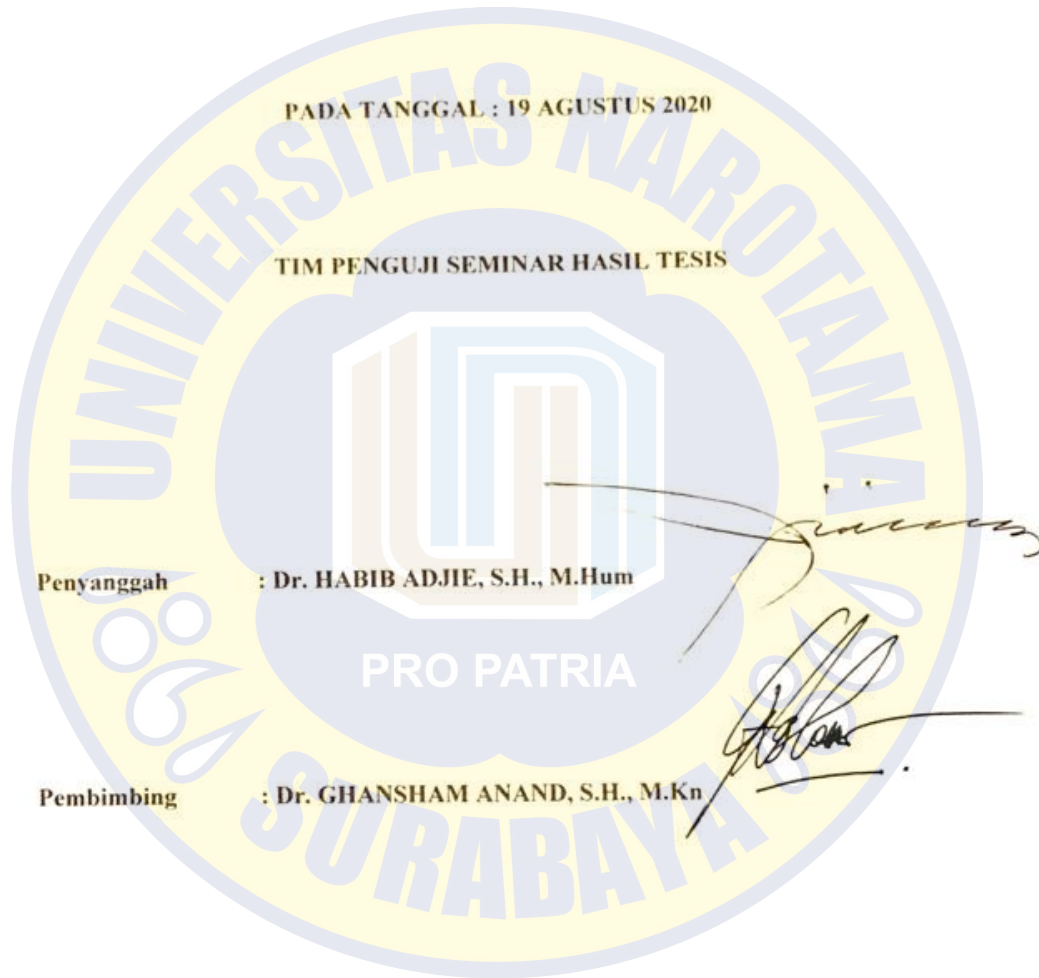 PADA TANGGAL : 19 AGUSTUS 2020
TIM PENGUJI SEMINAR HASIL TESIS
Penyanggah : Dr. HABIB ADJIE, S.H., M.Hum
Pembimbing : Dr. GHANSHAM ANAND, S.H., M.Kn
UNIVERSITAS NAROTAMA
PRO PATRIA
SURABAYA